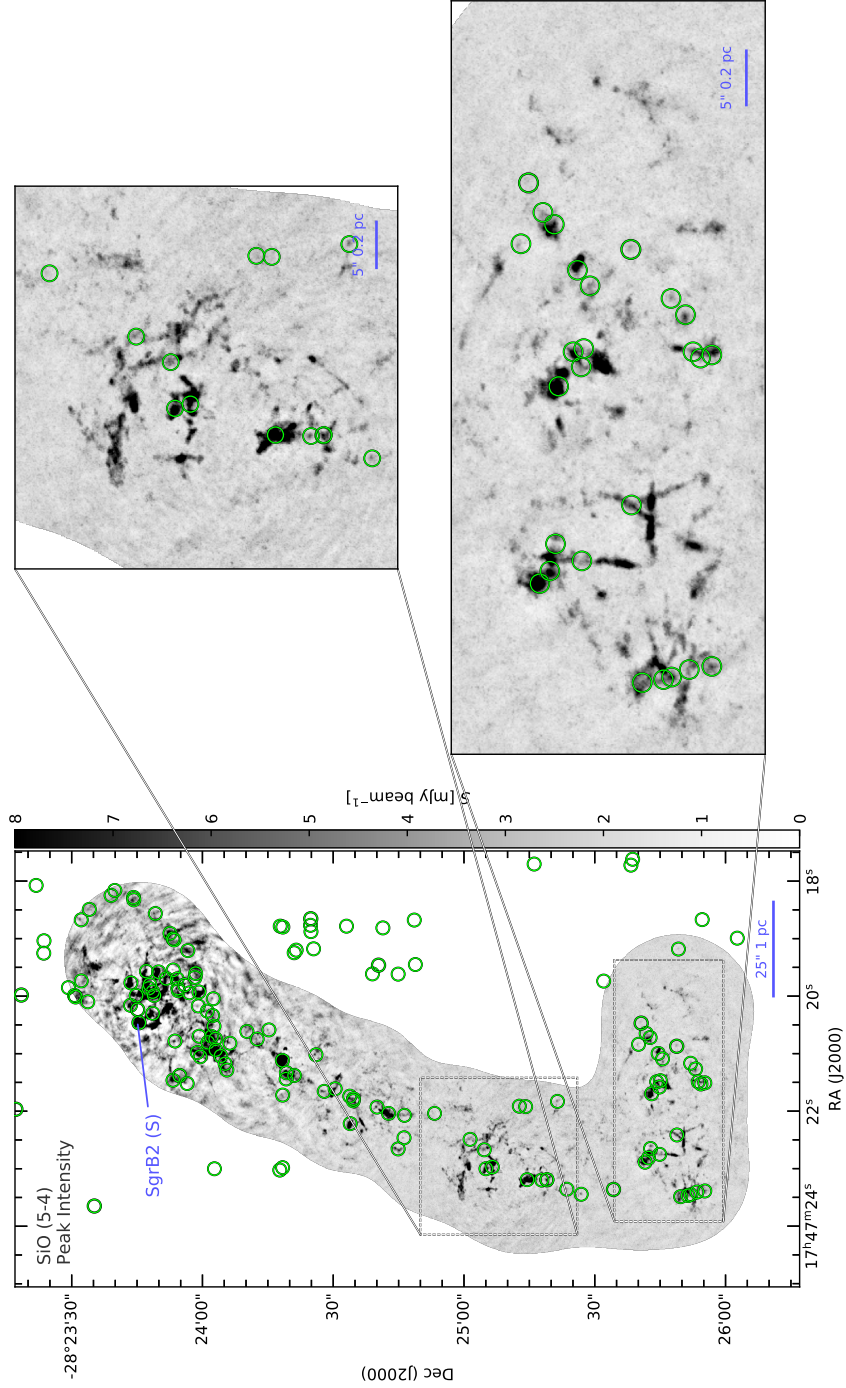 SiO (5-4)
Peak Intensity
SgrB2 (S)
25" 1 pc
5" 0.2 pc
5" 0.2 pc
S [mJy beam⁻¹]
0
1
2
3
4
5
6
7
8
-28°23'30"
24'00"
30"
25'00"
30"
26'00"
Dec (J2000)
17ʰ47ᵐ24ˢ
22ˢ
20ˢ
18ˢ
RA (J2000)